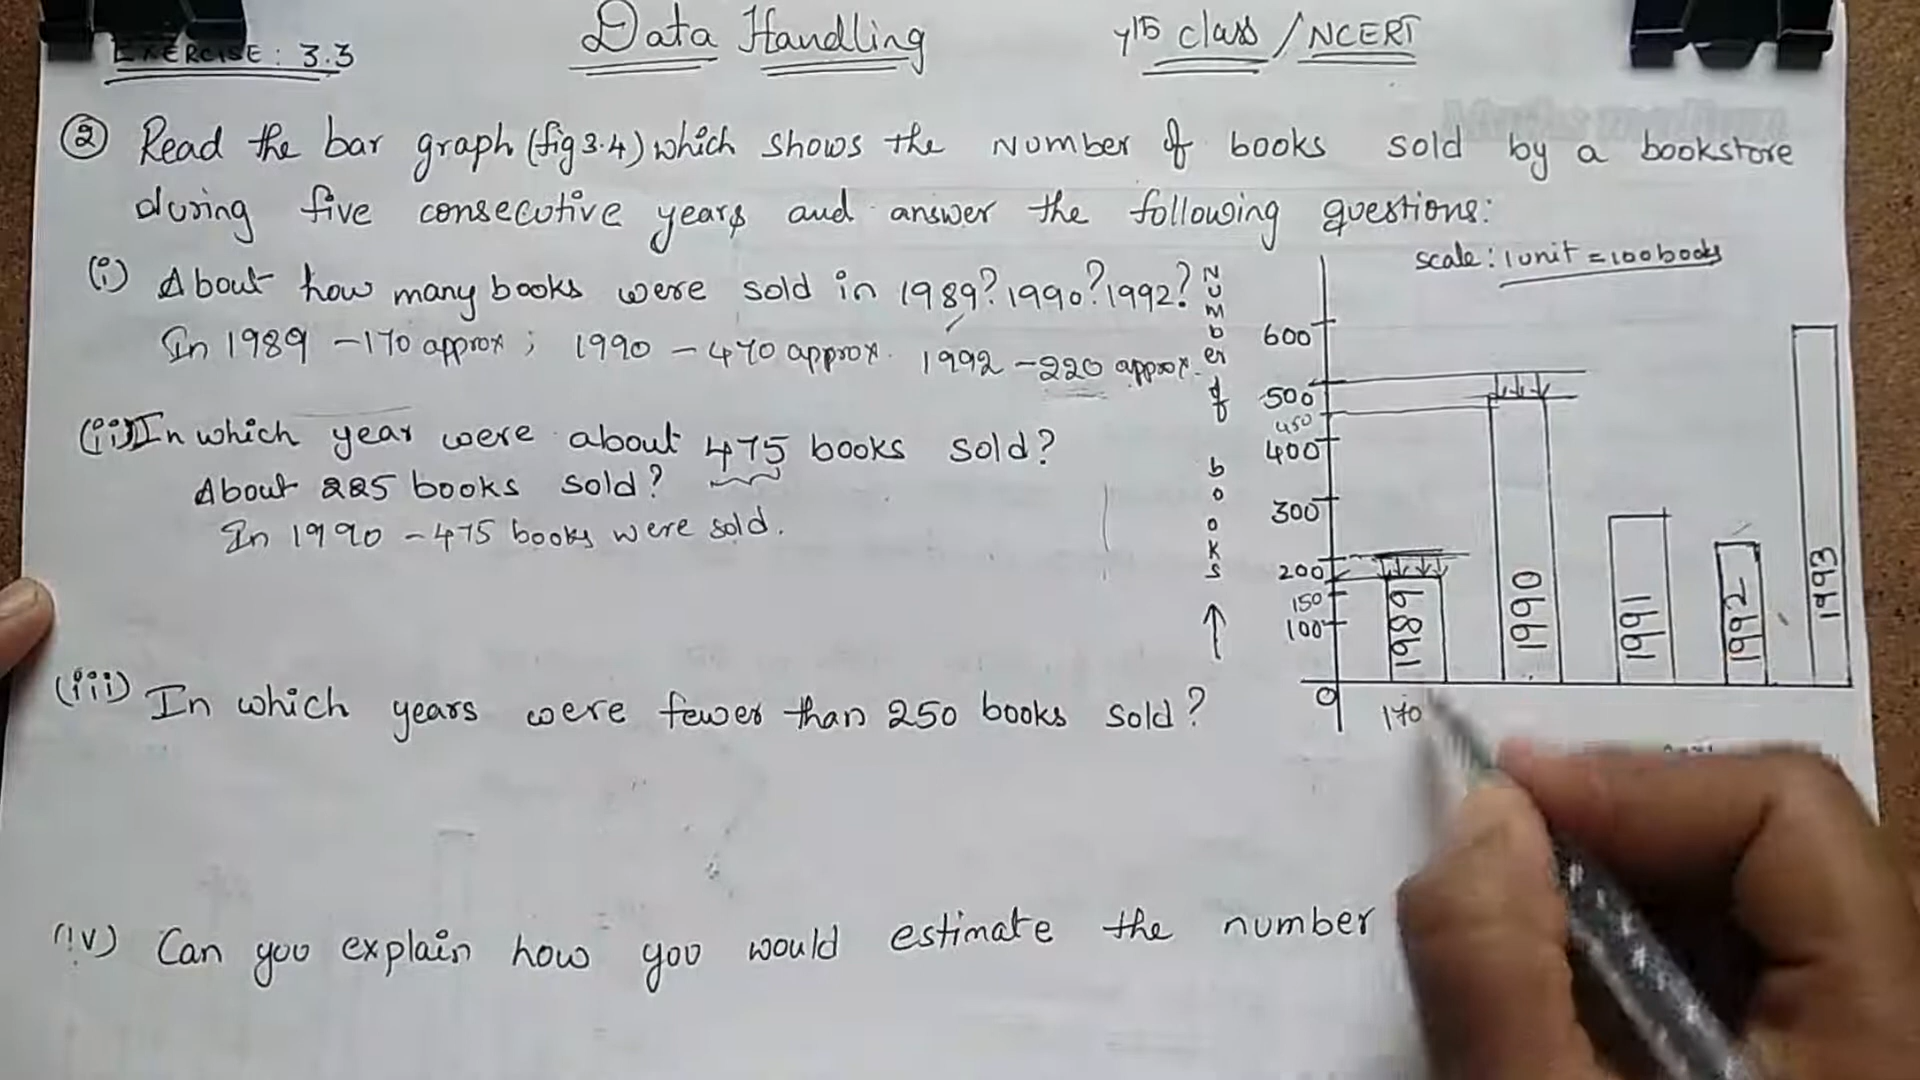 EXERCISE : 3.3
Data Handling
7th class / NCERT
② Read the bar graph (fig 3.4) which shows the Number of books sold by a bookstore
during five consecutive years and answer the following questions:
(i) About how many books were sold in 1989? 1990? 1992?
In 1989 - 170 approx ; 1990 - 470 approx. 1992 - 220 approx.
(ii) In which year were about 475 books sold?
About 225 books sold?
In 1990 - 475 books were sold.
(iii) In which years were fewer than 250 books sold?
(iv) Can you explain how you would estimate the number
scale : 1 unit = 100 books
Number of books →
600
500
450
400
300
200
150
100
0
1989
1990
1991
1992
1993
170